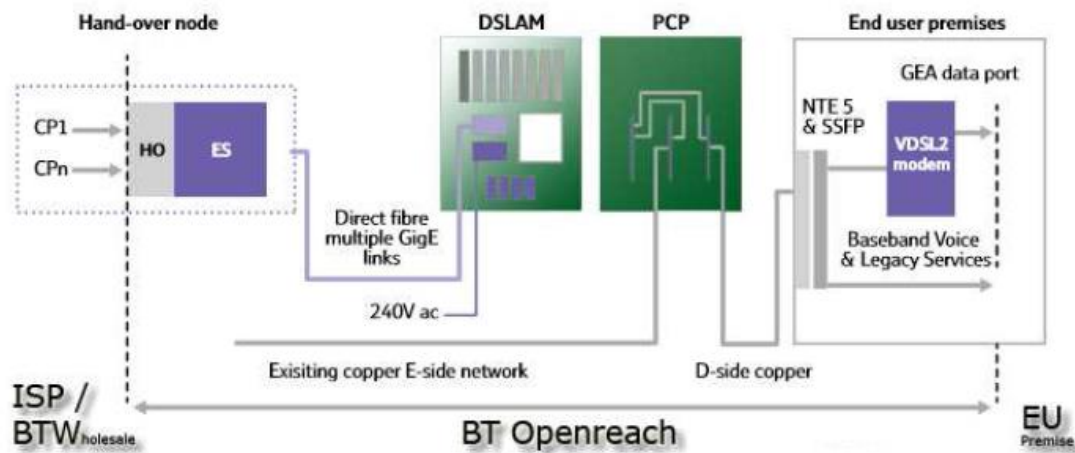 Hand-over node
DSLAM
PCP
End user premises
GEA data port
NTE 5
& SSFP
CP1
CPn
HO
ES
VDSL2
modem
Direct fibre
multiple GigE
links
Baseband Voice
& Legacy Services
240V ac
Exisiting copper E-side network
D-side copper
ISP /
BTWholesale
BT Openreach
EU
Premise